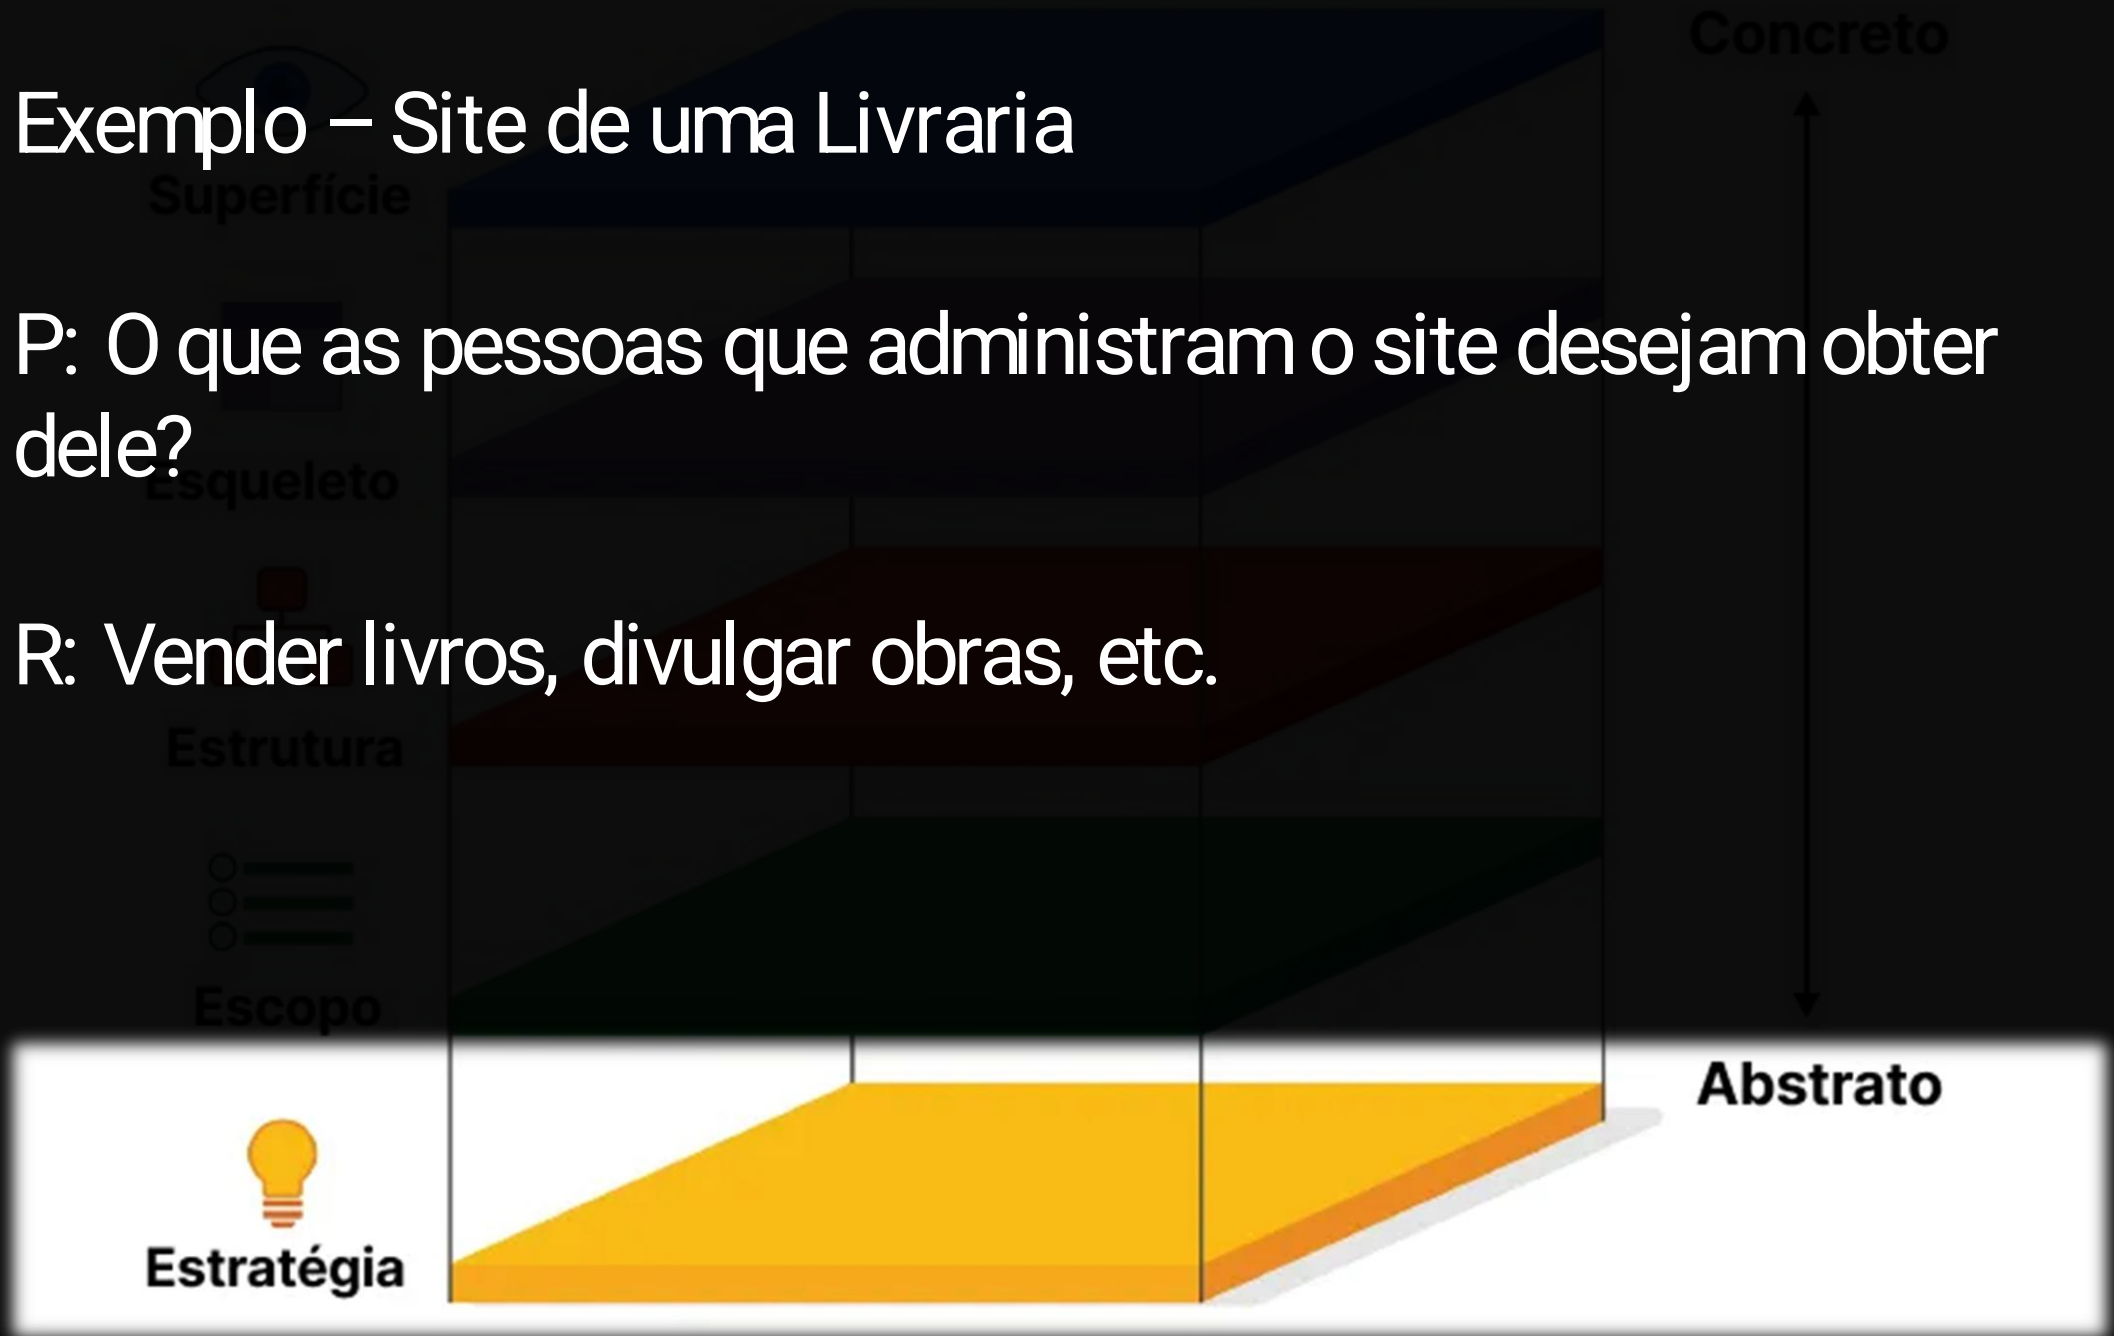 Concreto
Exemplo – Site de uma Livraria
Superfície
P: O que as pessoas que administram o site desejam obter
dele?
Esqueleto
R: Vender livros, divulgar obras, etc.
Estrutura
Escopo
Abstrato
Estratégia